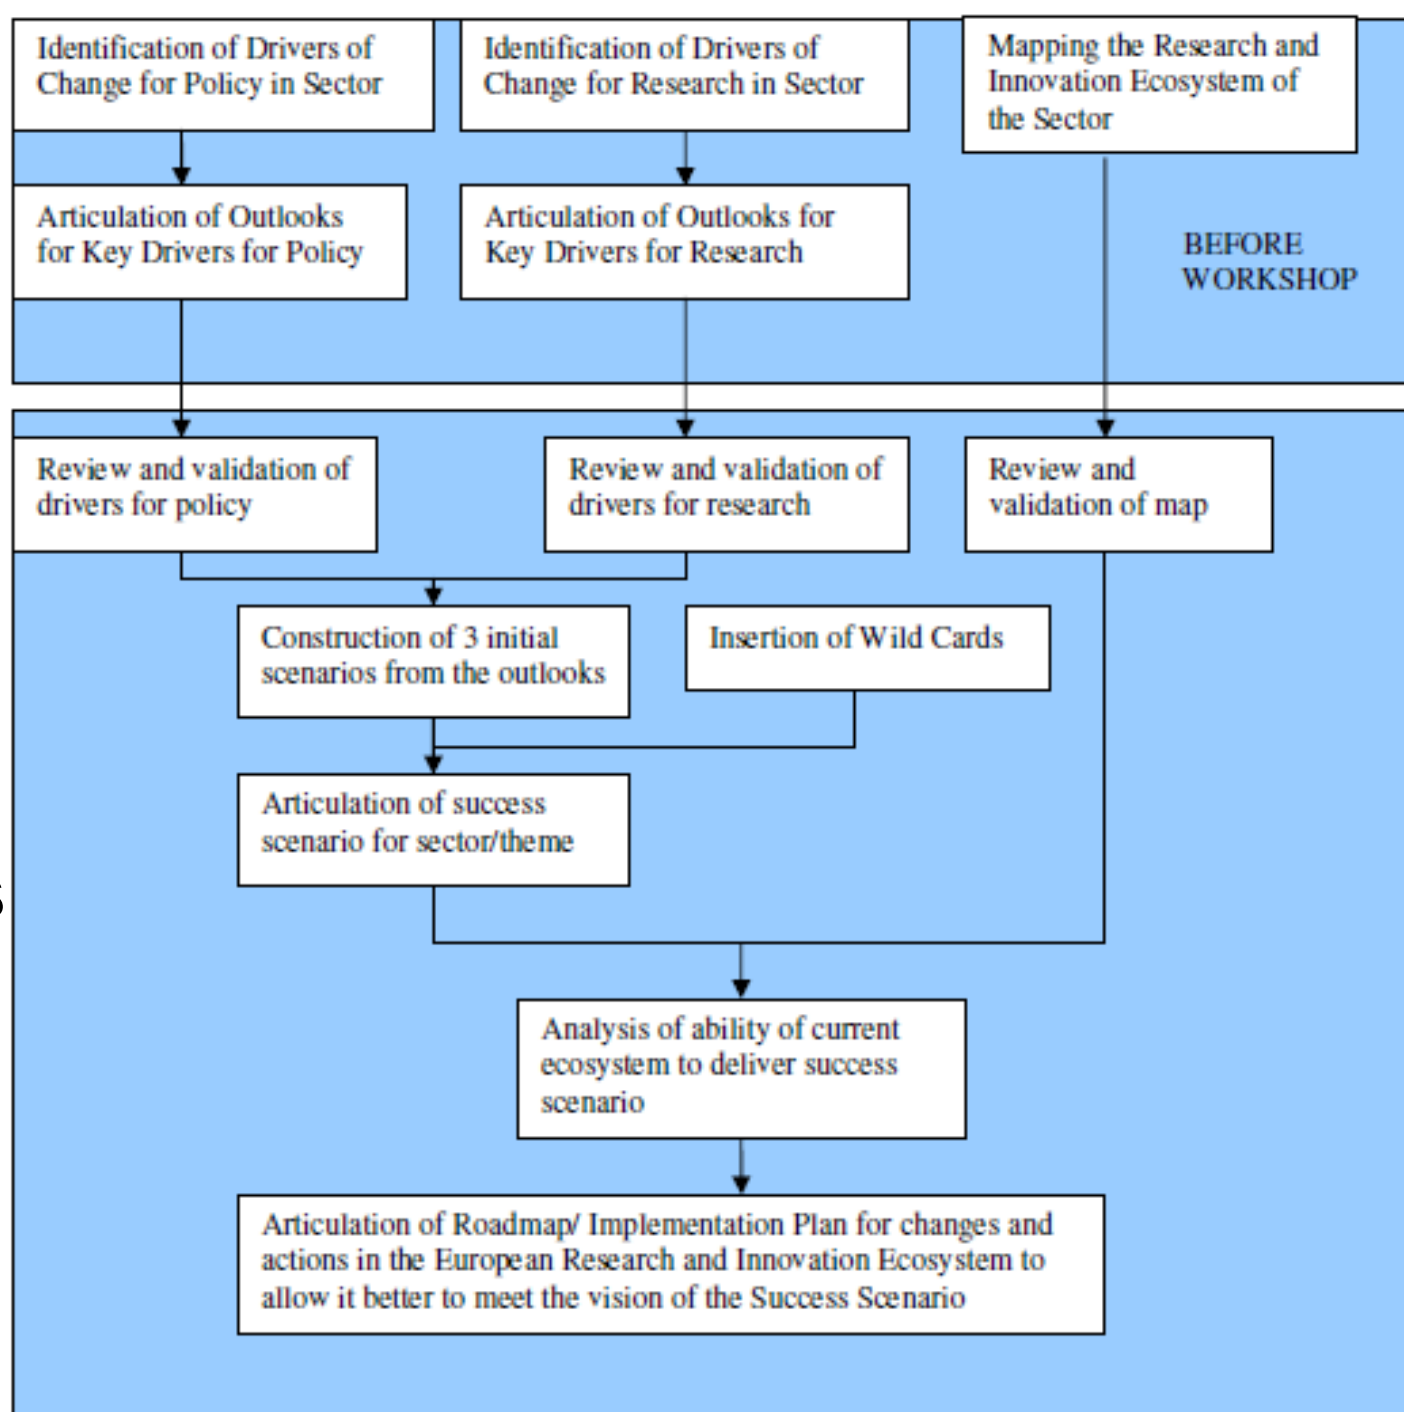 Identification of Drivers of
Change for Policy in Sector
Identification of Drivers of
Change for Research in Sector
Mapping the Research and
Innovation Ecosystem of
the Sector
Articulation of Outlooks
for Key Drivers for Policy
Articulation of Outlooks for
Key Drivers for Research
BEFORE
WORKSHOP
Review and validation of
drivers for policy
Review and validation of
drivers for research
Review and
validation of map
Construction of 3 initial
scenarios from the outlooks
Insertion of Wild Cards
Articulation of success
scenario for sector/theme
Analysis of ability of current
ecosystem to deliver success
scenario
Articulation of Roadmap/ Implementation Plan for changes and
actions in the European Research and Innovation Ecosystem to
allow it better to meet the vision of the Success Scenario